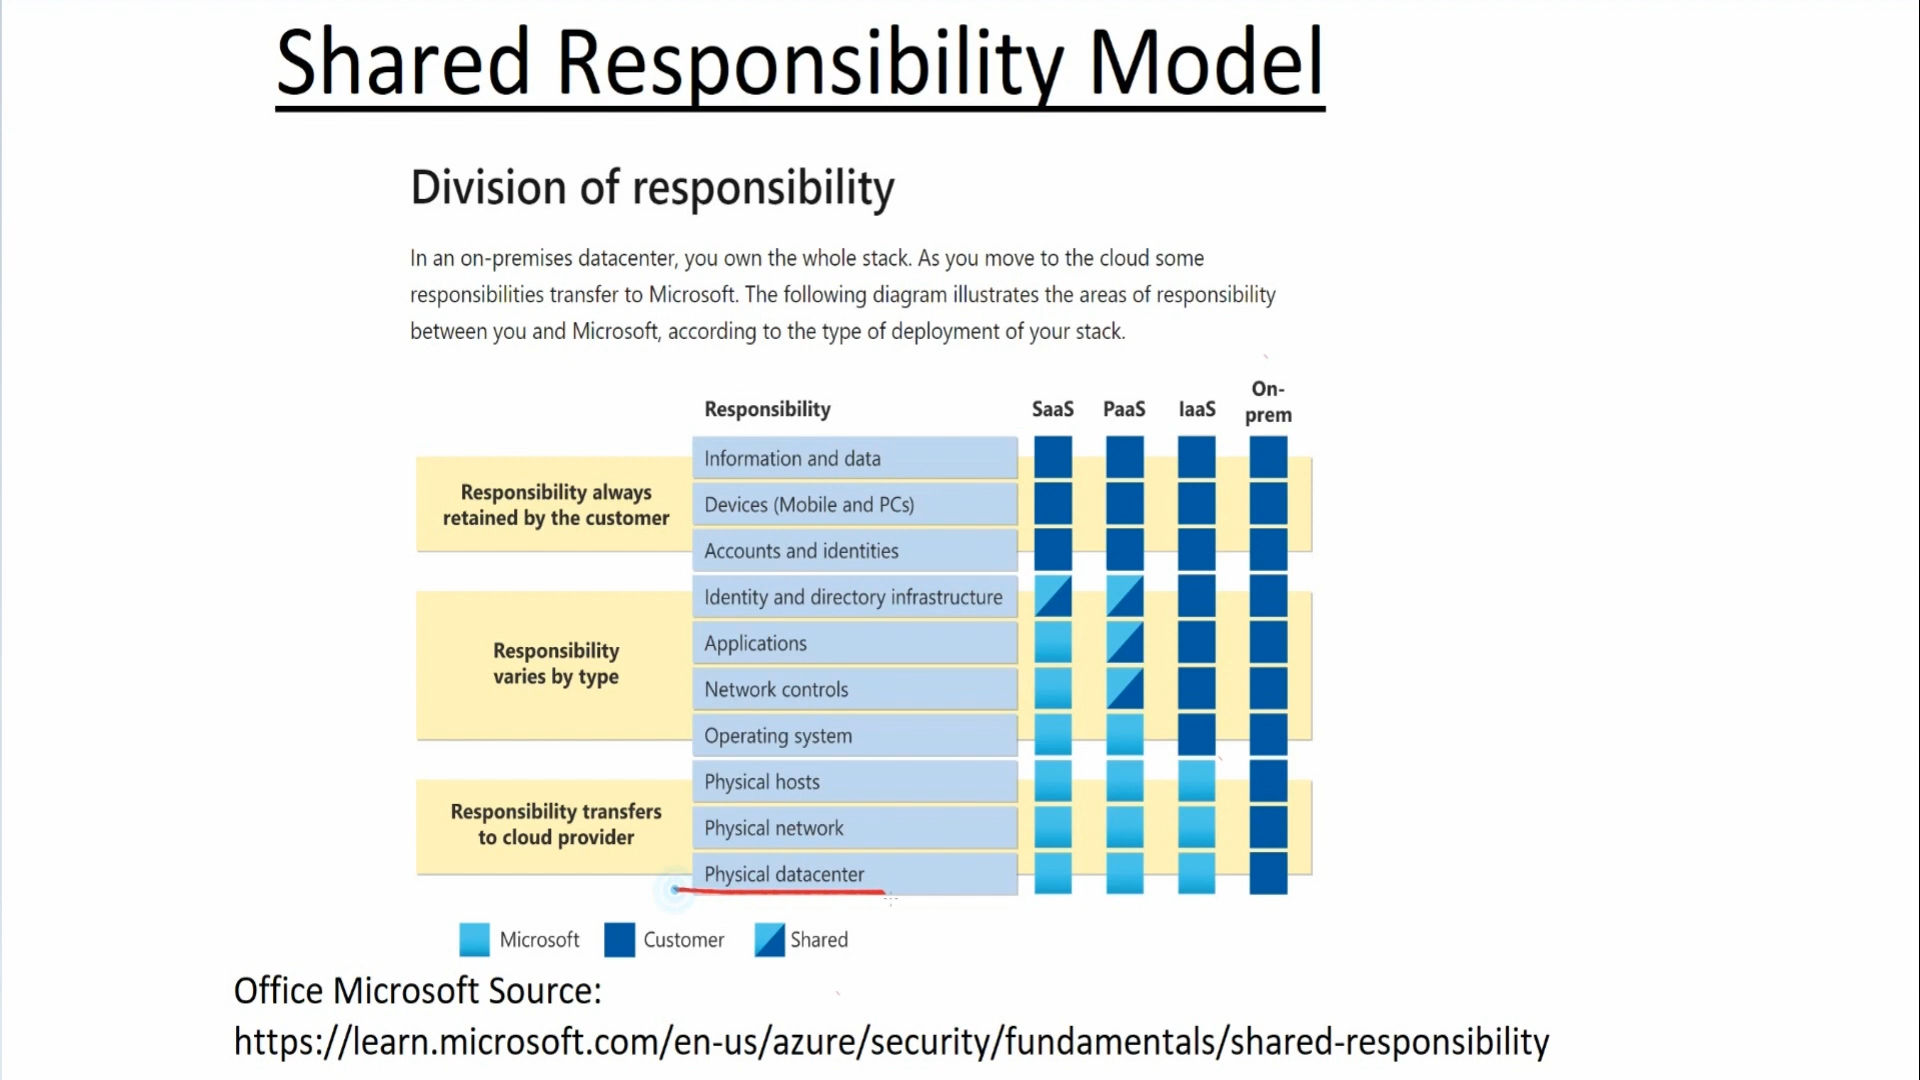 Shared Responsibility Model
Division of responsibility
In an on-premises datacenter, you own the whole stack. As you move to the cloud some
responsibilities transfer to Microsoft. The following diagram illustrates the areas of responsibility
between you and Microsoft, according to the type of deployment of your stack.
Responsibility SaaS PaaS IaaS On-
prem
Responsibility always
retained by the customer
Information and data
Devices (Mobile and PCs)
Accounts and identities
Responsibility
varies by type
Identity and directory infrastructure
Applications
Network controls
Operating system
Responsibility transfers
to cloud provider
Physical hosts
Physical network
Physical datacenter
Microsoft Customer Shared
Office Microsoft Source:
https://learn.microsoft.com/en-us/azure/security/fundamentals/shared-responsibility